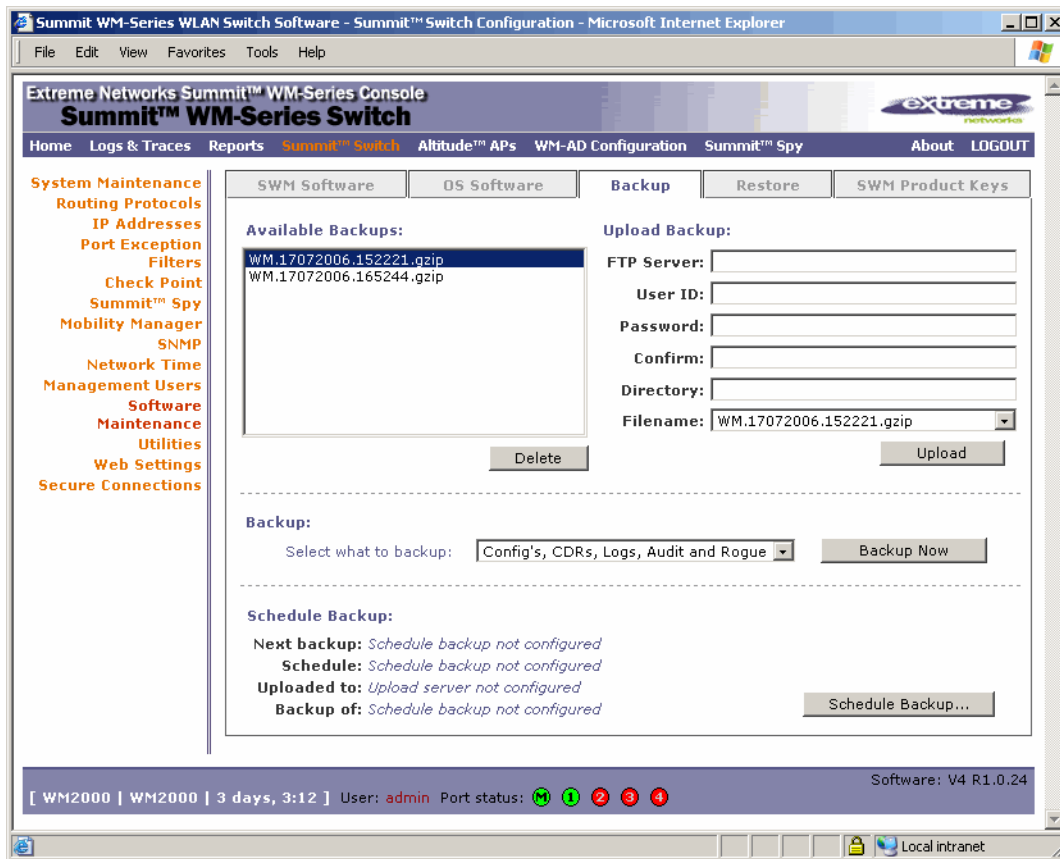 Summit WM-Series WLAN Switch Software - Summit™ Switch Configuration - Microsoft Internet Explorer
File Edit View Favorites Tools Help
Extreme Networks Summit™ WM-Series Console
Summit™ WM-Series Switch
extreme
networks
Home Logs & Traces Reports Summit™ Switch Altitude™ APs WM-AD Configuration Summit™ Spy About LOGOUT
System Maintenance
Routing Protocols
IP Addresses
Port Exception
Filters
Check Point
Summit™ Spy
Mobility Manager
SNMP
Network Time
Management Users
Software
Maintenance
Utilities
Web Settings
Secure Connections
SWM Software OS Software Backup Restore SWM Product Keys
Available Backups:
WM.17072006.152221.gzip
WM.17072006.165244.gzip
Delete
Upload Backup:
FTP Server:
User ID:
Password:
Confirm:
Directory:
Filename: WM.17072006.152221.gzip
Upload
Backup:
Select what to backup: Config's, CDRs, Logs, Audit and Rogue Backup Now
Schedule Backup:
Next backup: Schedule backup not configured
Schedule: Schedule backup not configured
Uploaded to: Upload server not configured
Backup of: Schedule backup not configured
Schedule Backup...
Software: V4 R1.0.24
[ WM2000 | WM2000 | 3 days, 3:12 ] User: admin Port status: M 1 2 3 4
Local intranet